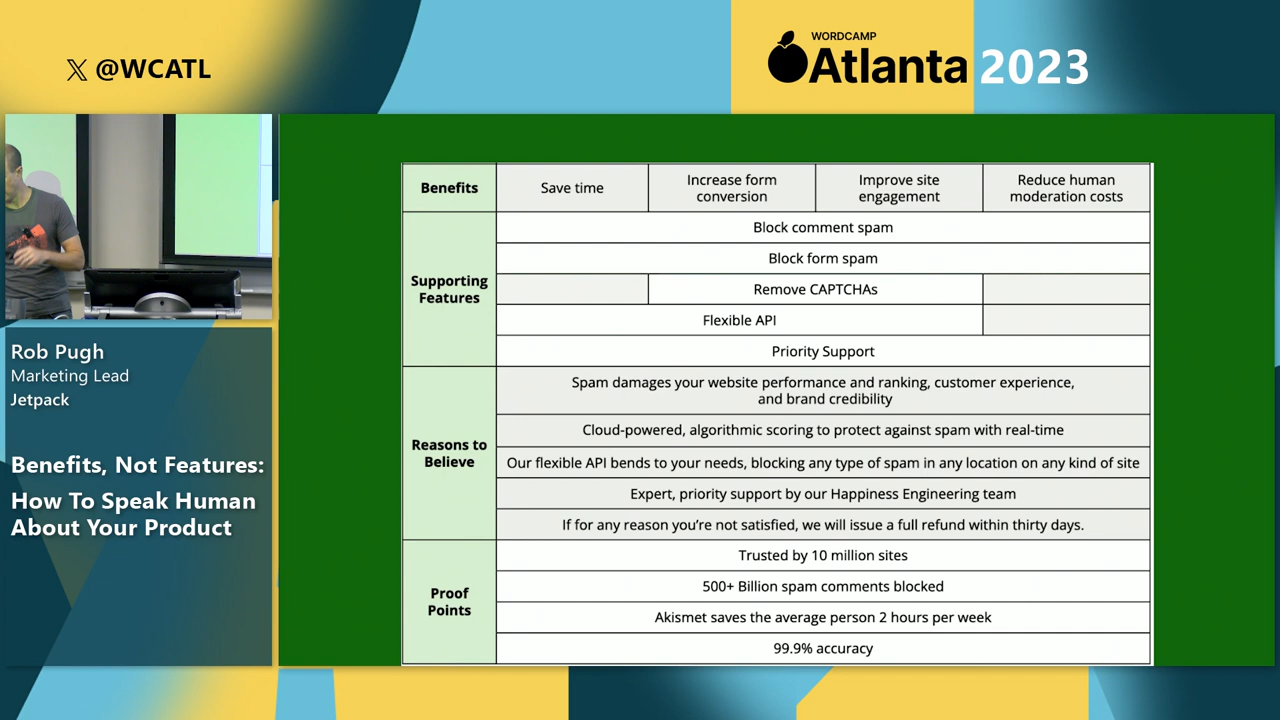 𝕏 @WCATL
WORDCAMP
Atlanta 2023
Benefits
Save time
Increase form
conversion
Improve site
engagement
Reduce human
moderation costs
Supporting
Features
Block comment spam
Block form spam
Remove CAPTCHAs
Flexible API
Priority Support
Reasons to
Believe
Spam damages your website performance and ranking, customer experience,
and brand credibility
Cloud-powered, algorithmic scoring to protect against spam with real-time
Our flexible API bends to your needs, blocking any type of spam in any location on any kind of site
Expert, priority support by our Happiness Engineering team
If for any reason you’re not satisfied, we will issue a full refund within thirty days.
Proof
Points
Trusted by 10 million sites
500+ Billion spam comments blocked
Akismet saves the average person 2 hours per week
99.9% accuracy
Rob Pugh
Marketing Lead
Jetpack
Benefits, Not Features:
How To Speak Human
About Your Product